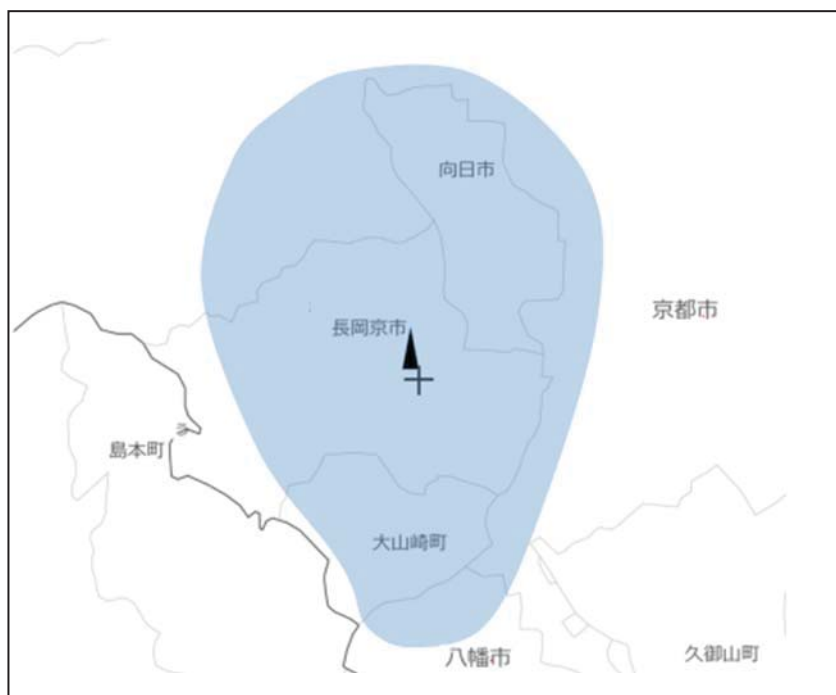 向日市
京都市
長岡京市
島本町
大山崎町
八幡市
久御山町